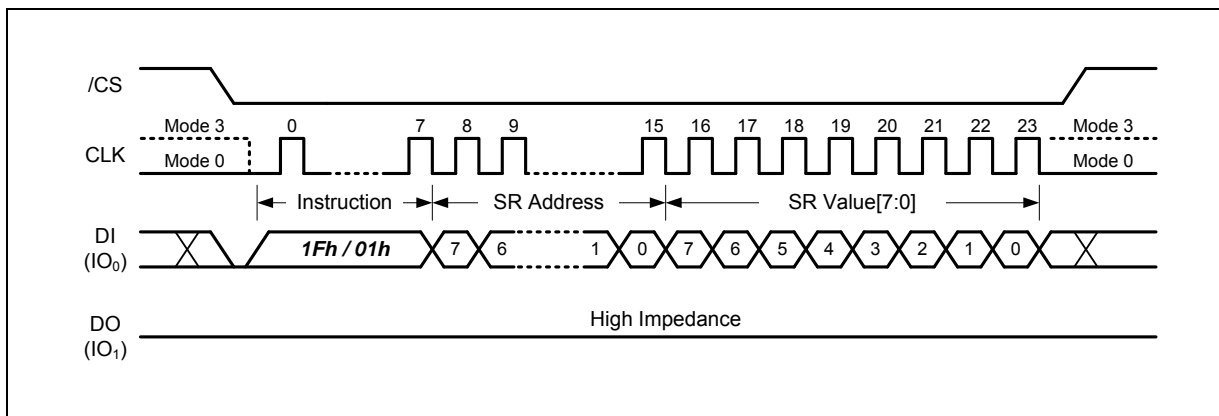 /CS
Mode 3 0 7 8 9 15 16 17 18 19 20 21 22 23 Mode 3
CLK
Mode 0 Mode 0
Instruction SR Address SR Value[7:0]
DI
(IO₀)
1Fh / 01h 7 6 1 0 7 6 5 4 3 2 1 0
High Impedance
DO
(IO₁)